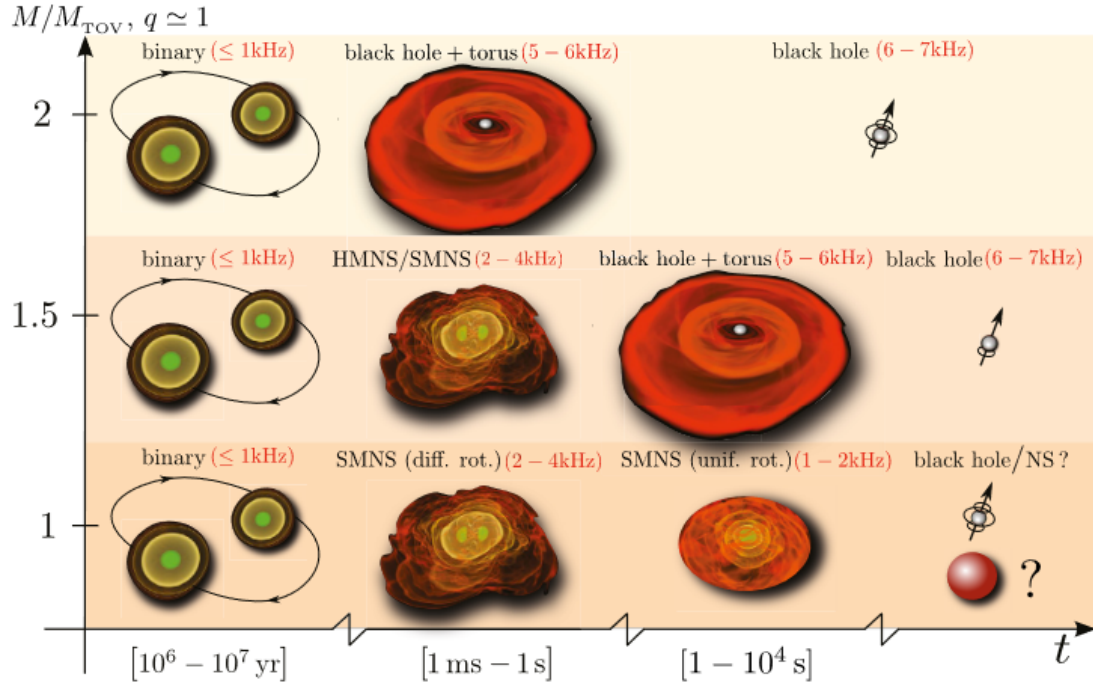 M/M_TOV, q ≃ 1
binary (≤ 1kHz)
black hole + torus (5 − 6kHz)
black hole (6 − 7kHz)
2
binary (≤ 1kHz)
HMNS/SMNS (2 − 4kHz)
black hole + torus (5 − 6kHz)
black hole (6 − 7kHz)
1.5
binary (≤ 1kHz)
SMNS (diff. rot.) (2 − 4kHz)
SMNS (unif. rot.) (1 − 2kHz)
black hole/NS ?
1
?
t
[10⁶ − 10⁷ yr]
[1 ms − 1 s]
[1 − 10⁴ s]